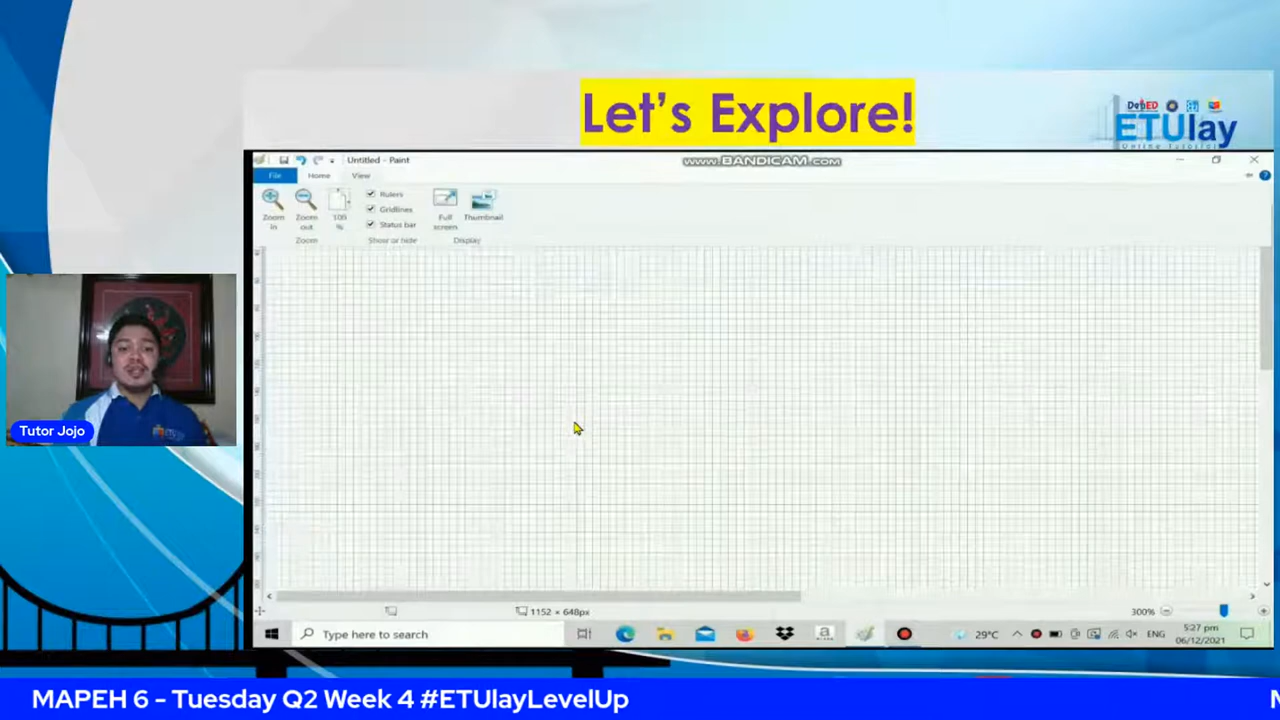 Let's Explore!
DepED
ETUlay
Online Tutorial
Untitled - Paint
www.BANDICAM.com
File
Home
View
Zoom in
Zoom out
100 %
Rulers
Gridlines
Status bar
Full screen
Thumbnail
Zoom
Show or hide
Display
Tutor Jojo
1152 × 648px
300%
Type here to search
29°C
ENG
5:27 pm
06/12/2021
MAPEH 6 - Tuesday Q2 Week 4 #ETUlayLevelUp
M